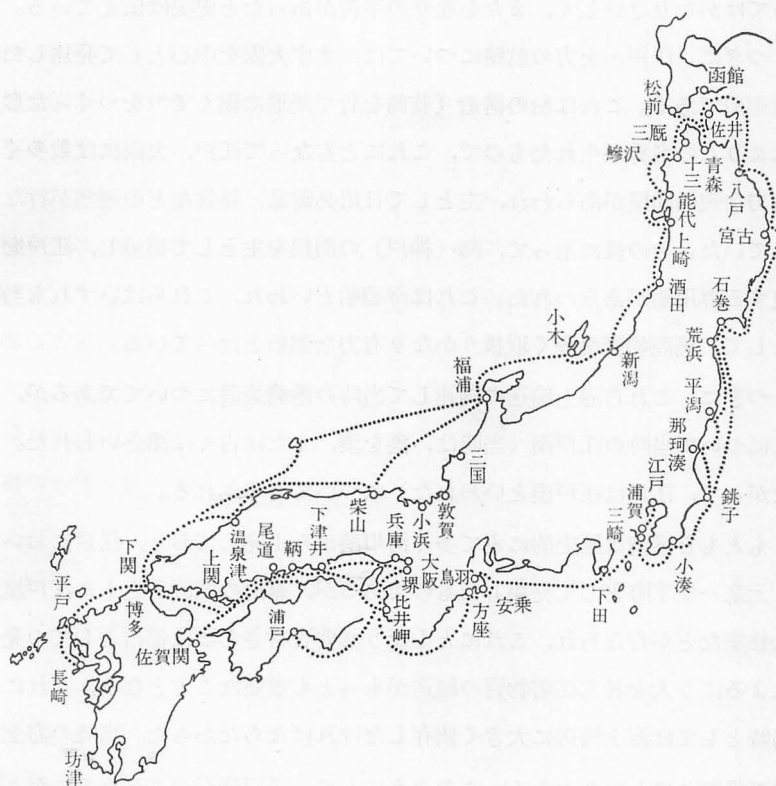 函館
松前
三厩
佐井
鰺沢
十三
青森
能代
八戸
宮古
上崎
酒田
石巻
小木
荒浜
新潟
福浦
平潟
那珂湊
三国
江戸
銚子
浦賀
三崎
小湊
敦賀
小浜
柴山
兵庫
大阪
堺
下津井
鞆
尾道
温泉津
上関
下関
鳥羽
安乗
方座
下田
比井岬
浦戸
博多
佐賀関
平戸
長崎
坊津